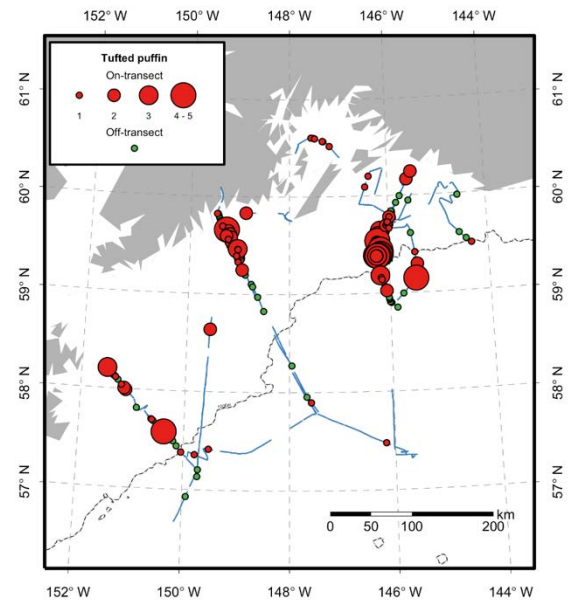 152° W 150° W 148° W 146° W 144° W
Tufted puffin
On-transect
1 2 3 4 - 5
Off-transect
61° N 61° N
60° N 60° N
59° N 59° N
58° N 58° N
57° N 57° N
km
0 50 100 200
152° W 150° W 148° W 146° W 144° W